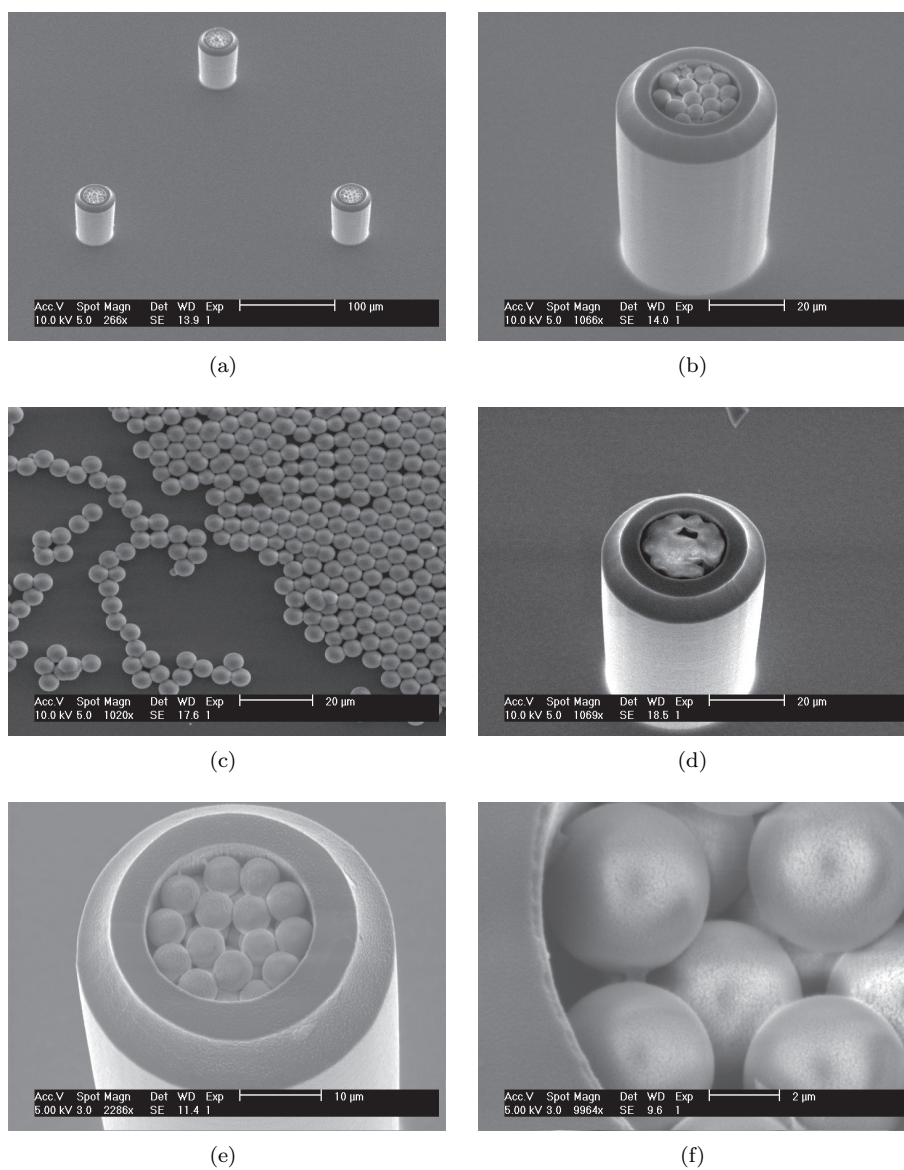 Acc.V Spot Magn Det WD Exp 100 µm
10.0 kV 5.0 266x SE 13.9 1
(a)
Acc.V Spot Magn Det WD Exp 20 µm
10.0 kV 5.0 1066x SE 14.0 1
(b)
Acc.V Spot Magn Det WD Exp 20 µm
10.0 kV 5.0 1020x SE 17.6 1
(c)
Acc.V Spot Magn Det WD Exp 20 µm
10.0 kV 5.0 1069x SE 18.5 1
(d)
Acc.V Spot Magn Det WD Exp 10 µm
5.00 kV 3.0 2286x SE 11.4 1
(e)
Acc.V Spot Magn Det WD Exp 2 µm
5.00 kV 3.0 9964x SE 9.6 1
(f)